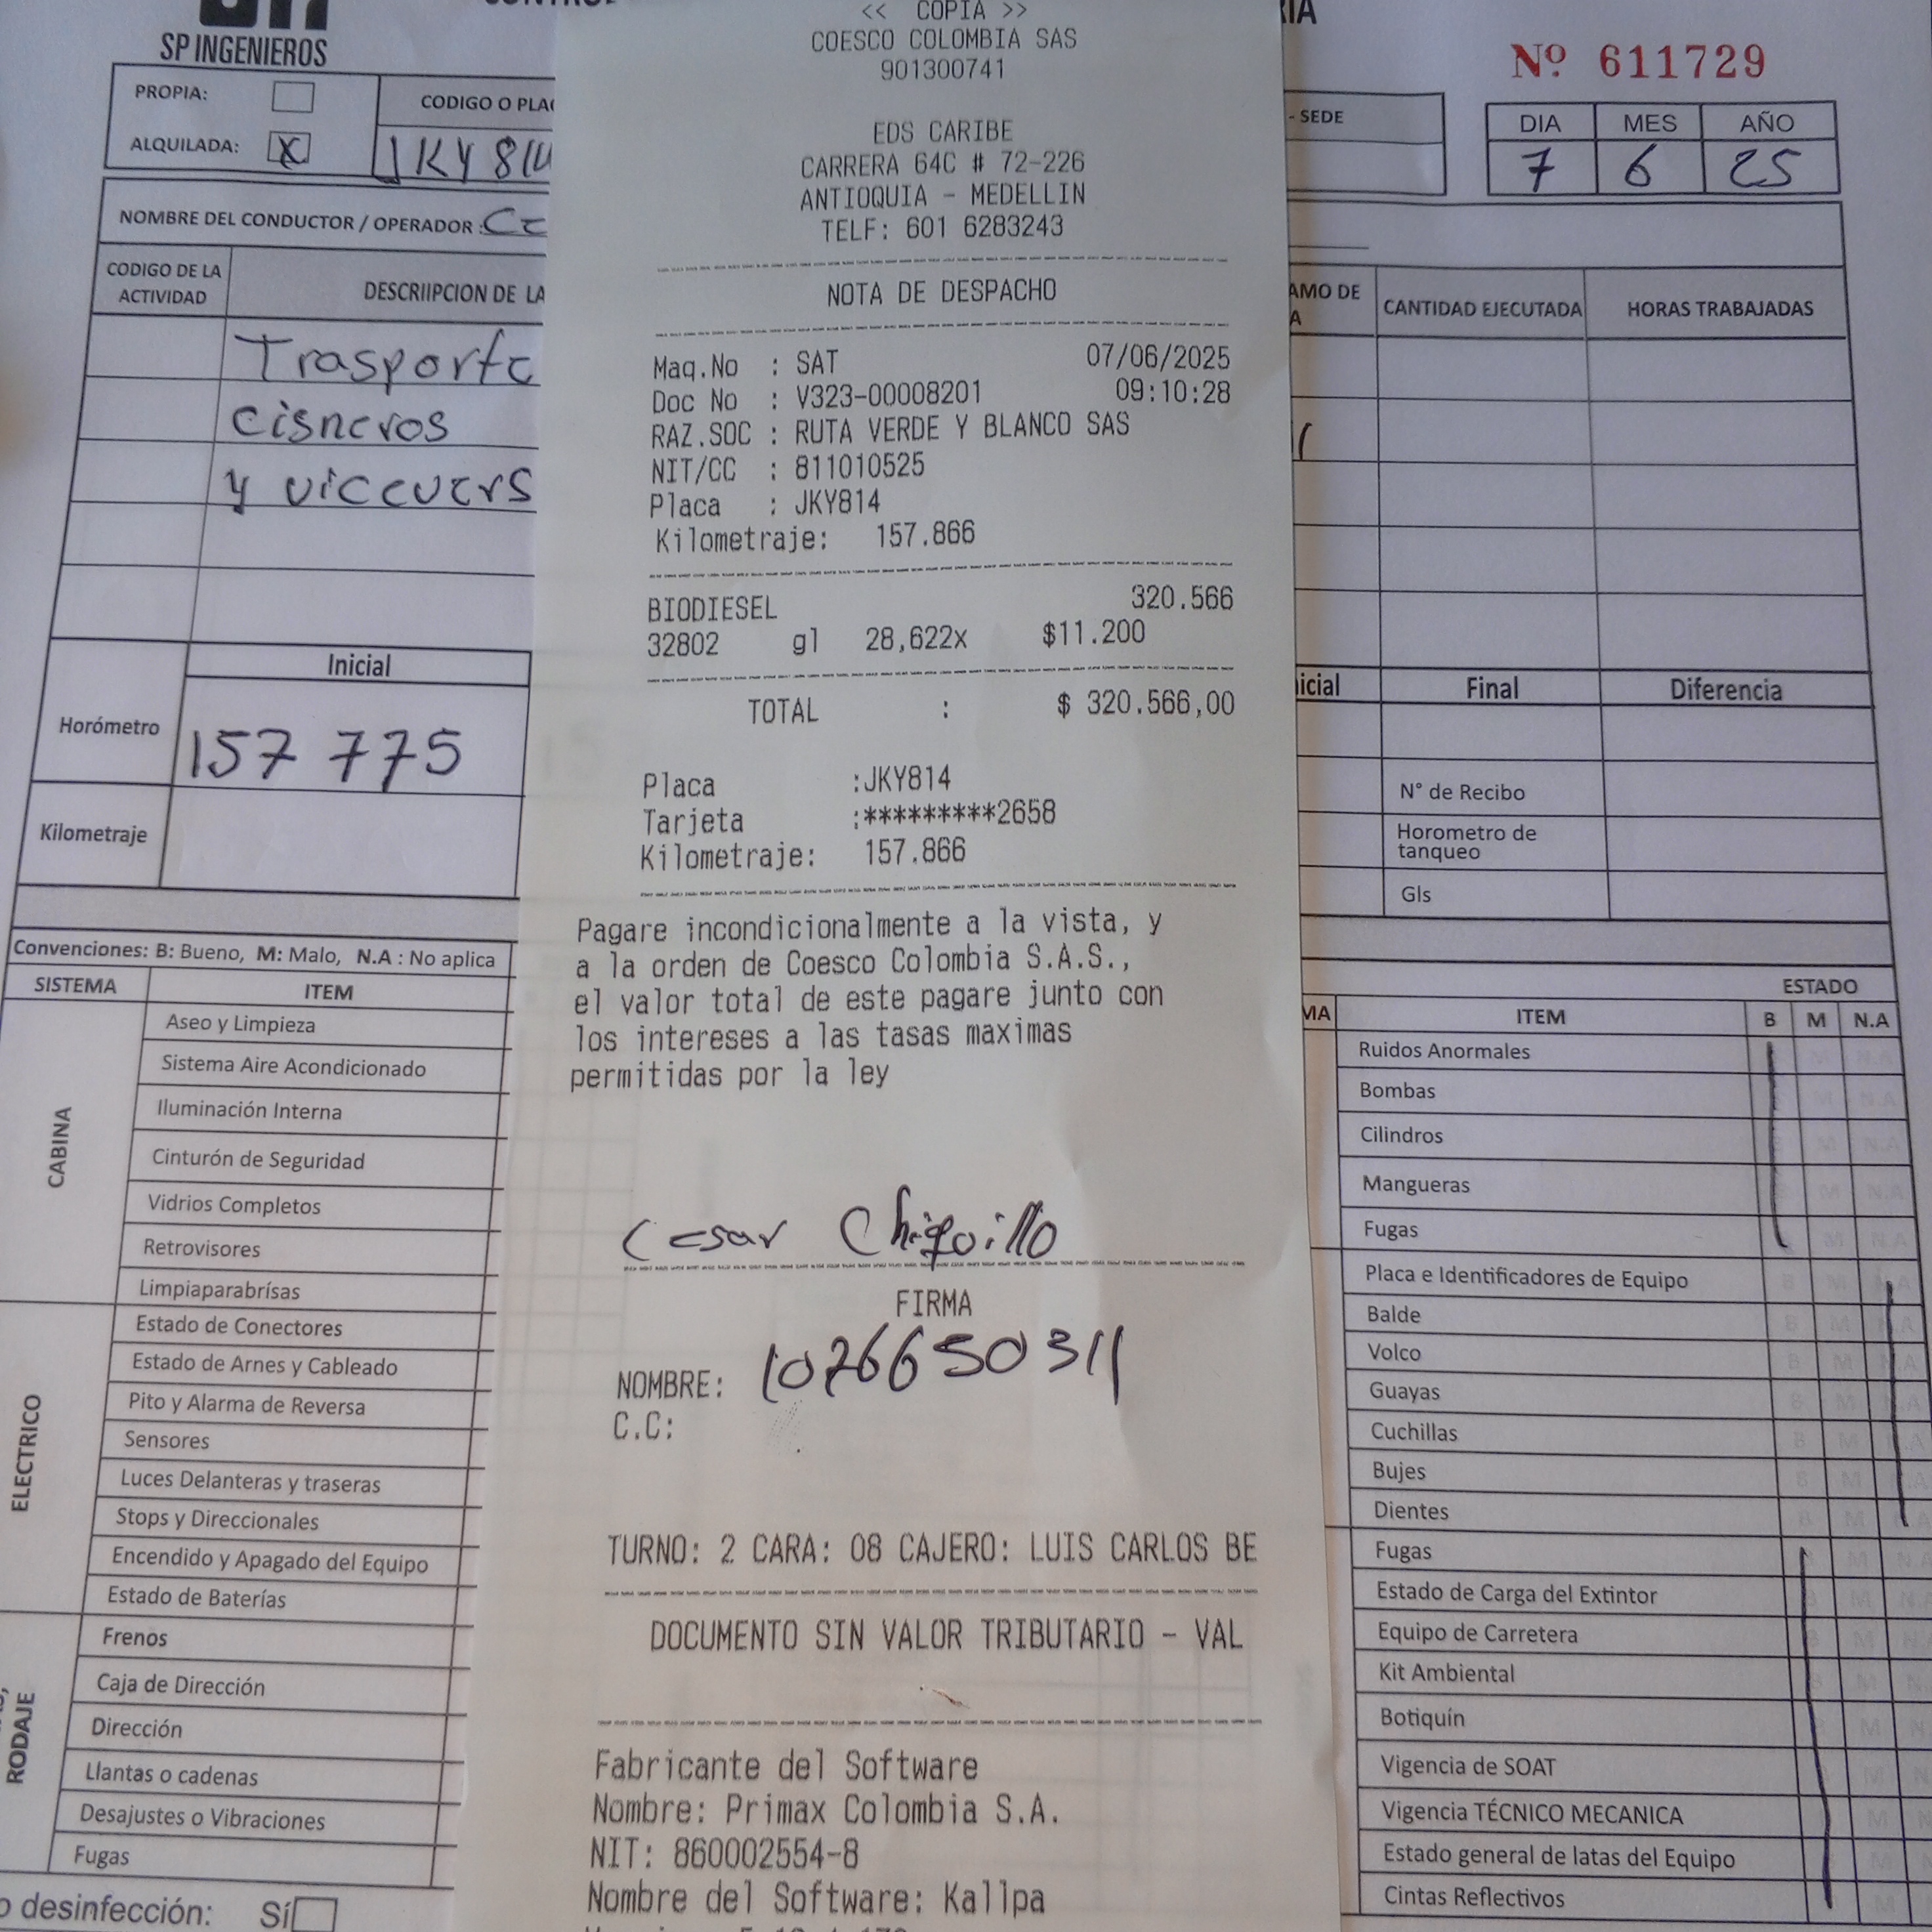 SP INGENIEROS
Nº 611729
PROPIA:
ALQUILADA: X
CODIGO O PLA
JKY 814
- SEDE
DIA MES AÑO
7 6 25
NOMBRE DEL CONDUCTOR / OPERADOR :
CODIGO DE LA ACTIVIDAD
DESCRIIPCION DE LA
Trasporte
cisneros
y vicevers
AMO DE
CANTIDAD EJECUTADA
HORAS TRABAJADAS
Inicial
Horómetro
157 775
Kilometraje
icial
Final
Diferencia
N° de Recibo
Horometro de tanqueo
Gls
Convenciones: B: Bueno, M: Malo, N.A : No aplica
SISTEMA
ITEM
CABINA
Aseo y Limpieza
Sistema Aire Acondicionado
Iluminación Interna
Cinturón de Seguridad
Vidrios Completos
Retrovisores
Limpiaparabrísas
ELECTRICO
Estado de Conectores
Estado de Arnes y Cableado
Pito y Alarma de Reversa
Sensores
Luces Delanteras y traseras
Stops y Direccionales
Encendido y Apagado del Equipo
Estado de Baterías
RODAJE
Frenos
Caja de Dirección
Dirección
Llantas o cadenas
Desajustes o Vibraciones
Fugas
o desinfección: Sí
<< COPIA >>
COESCO COLOMBIA SAS
901300741
EDS CARIBE
CARRERA 64C # 72-226
ANTIOQUIA - MEDELLIN
TELF: 601 6283243
NOTA DE DESPACHO
Maq.No : SAT 07/06/2025
Doc No : V323-00008201 09:10:28
RAZ.SOC : RUTA VERDE Y BLANCO SAS
NIT/CC : 811010525
Placa : JKY814
Kilometraje: 157.866
BIODIESEL 320.566
32802 gl 28,622x $11.200
TOTAL : $ 320.566,00
Placa :JKY814
Tarjeta :*********2658
Kilometraje: 157.866
Pagare incondicionalmente a la vista, y
a la orden de Coesco Colombia S.A.S.,
el valor total de este pagare junto con
los intereses a las tasas maximas
permitidas por la ley
Cesar Chiquillo
FIRMA
NOMBRE: 1026650311
C.C:
TURNO: 2 CARA: 08 CAJERO: LUIS CARLOS BE
DOCUMENTO SIN VALOR TRIBUTARIO - VAL
Fabricante del Software
Nombre: Primax Colombia S.A.
NIT: 860002554-8
Nombre del Software: Kallpa
MA
ITEM
ESTADO
B M N.A
Ruidos Anormales
Bombas
Cilindros
Mangueras
Fugas
Placa e Identificadores de Equipo
Balde
Volco
Guayas
Cuchillas
Bujes
Dientes
Fugas
Estado de Carga del Extintor
Equipo de Carretera
Kit Ambiental
Botiquín
Vigencia de SOAT
Vigencia TÉCNICO MECANICA
Estado general de latas del Equipo
Cintas Reflectivos